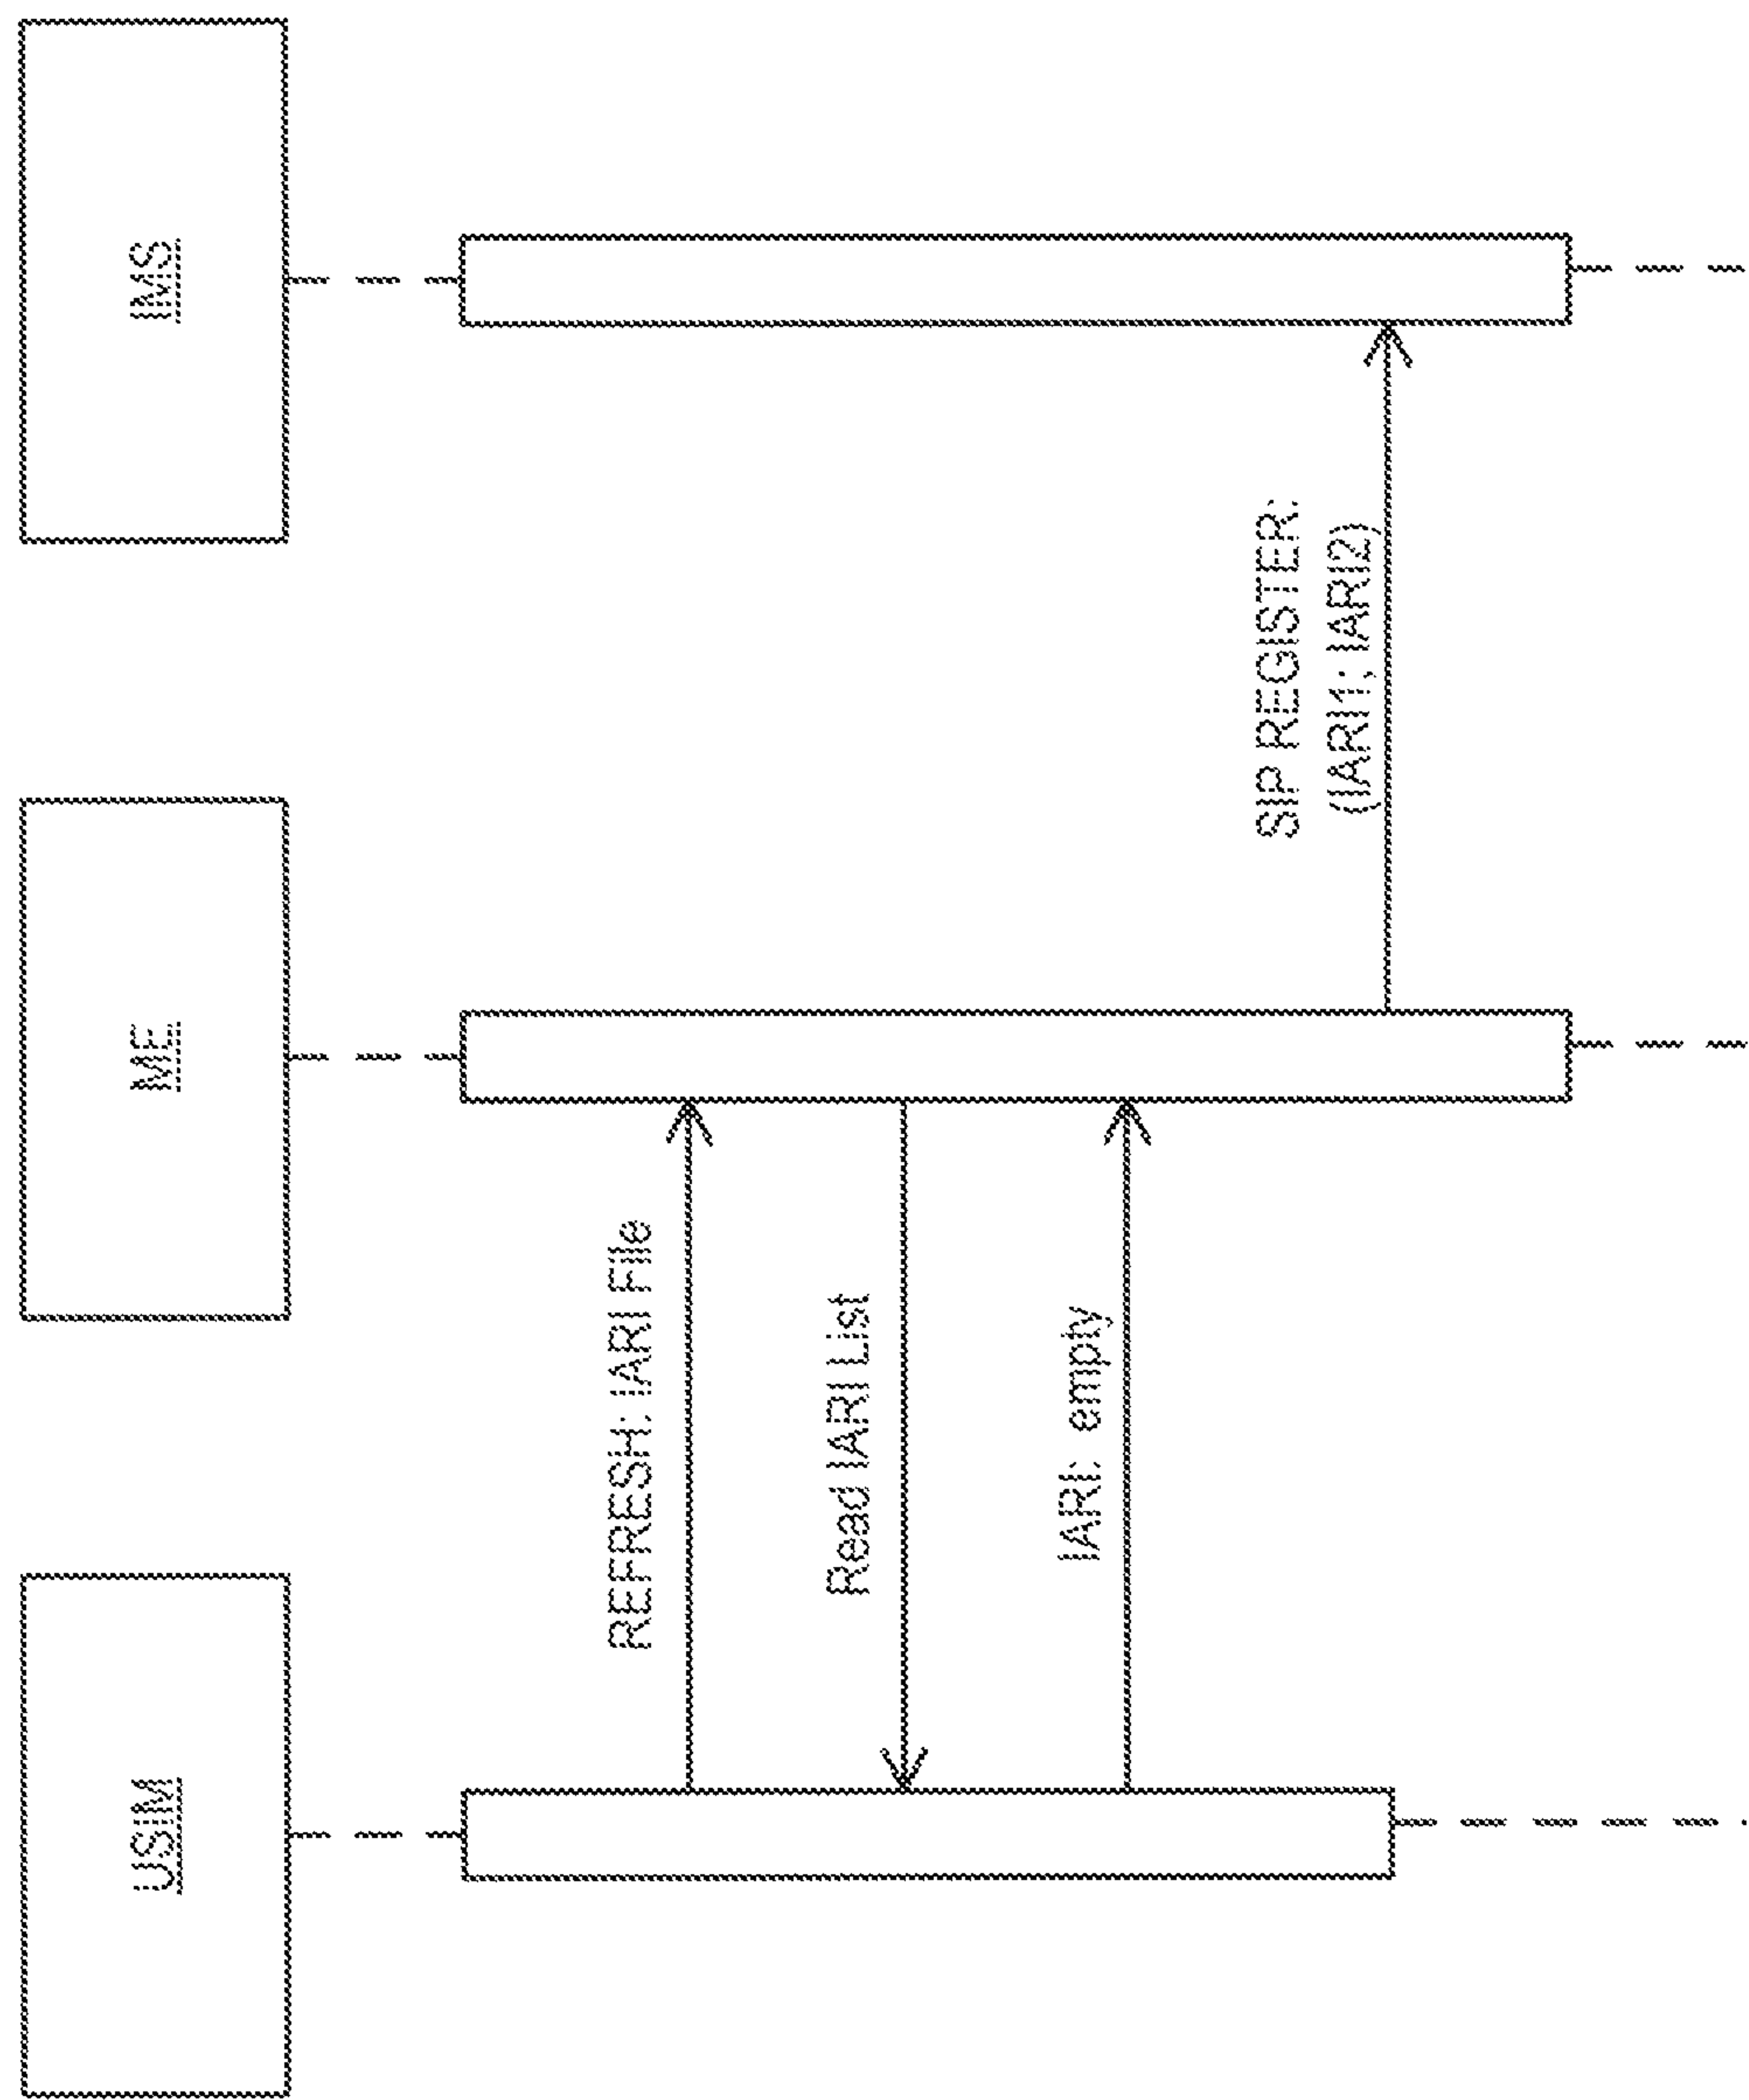 USIM
ME
IMS
REFRESH: IARI File
Read IARI List
IARI: empty
SIP REGISTER:
(IARI1; IARI2)